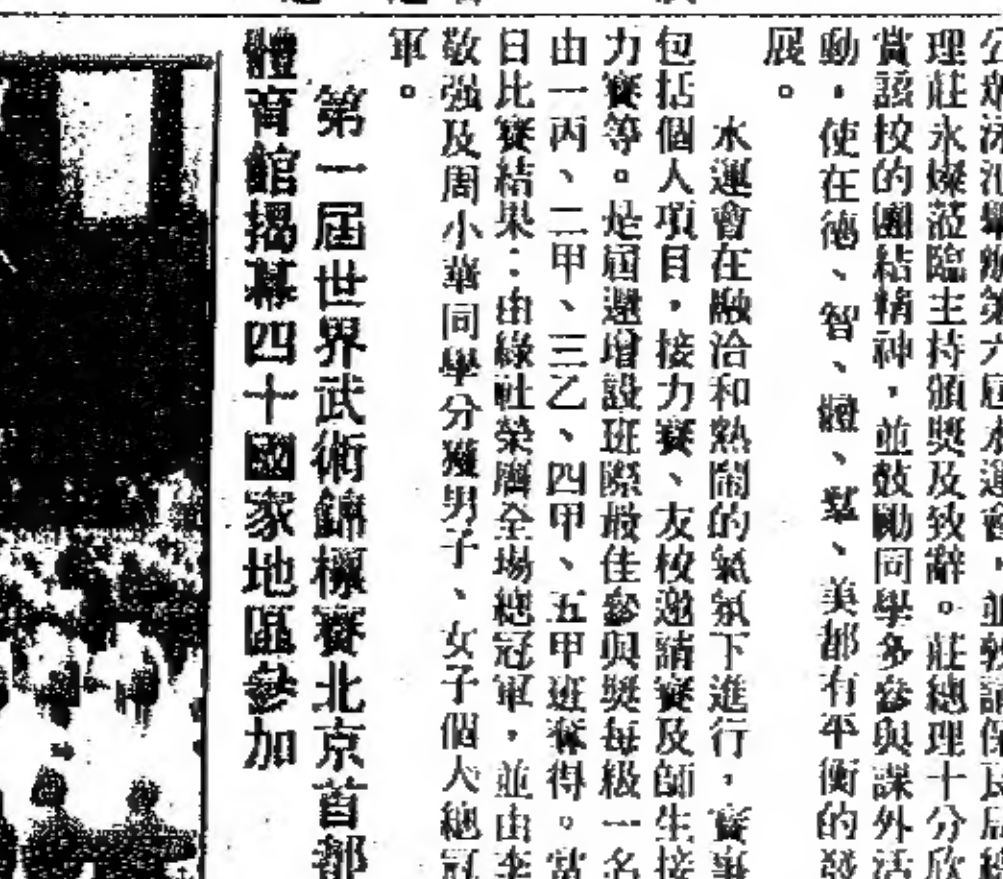 理莊永燦蒞臨主持頒獎及致辭。莊總理十分欣
賞該校的團結精神，並鼓勵同學多參與課外活
動，使在德、智、體、羣、美都有平衡的發
展。
水運會在融洽和熱鬧的氣氛下進行，賽事
包括個人項目，接力賽、友校邀請賽及師生接
力賽等。是屆還增設班際最佳參與獎每級一名
由一丙、二甲、三乙、四甲、五甲班奪得。當
日比賽結果：由綠社榮膺全場總冠軍，並由李
敬强及周小華同學分獲男子、女子個人總冠
軍。
第一屆世界武術錦標賽北京首都
體育館揭幕四十國家地區參加